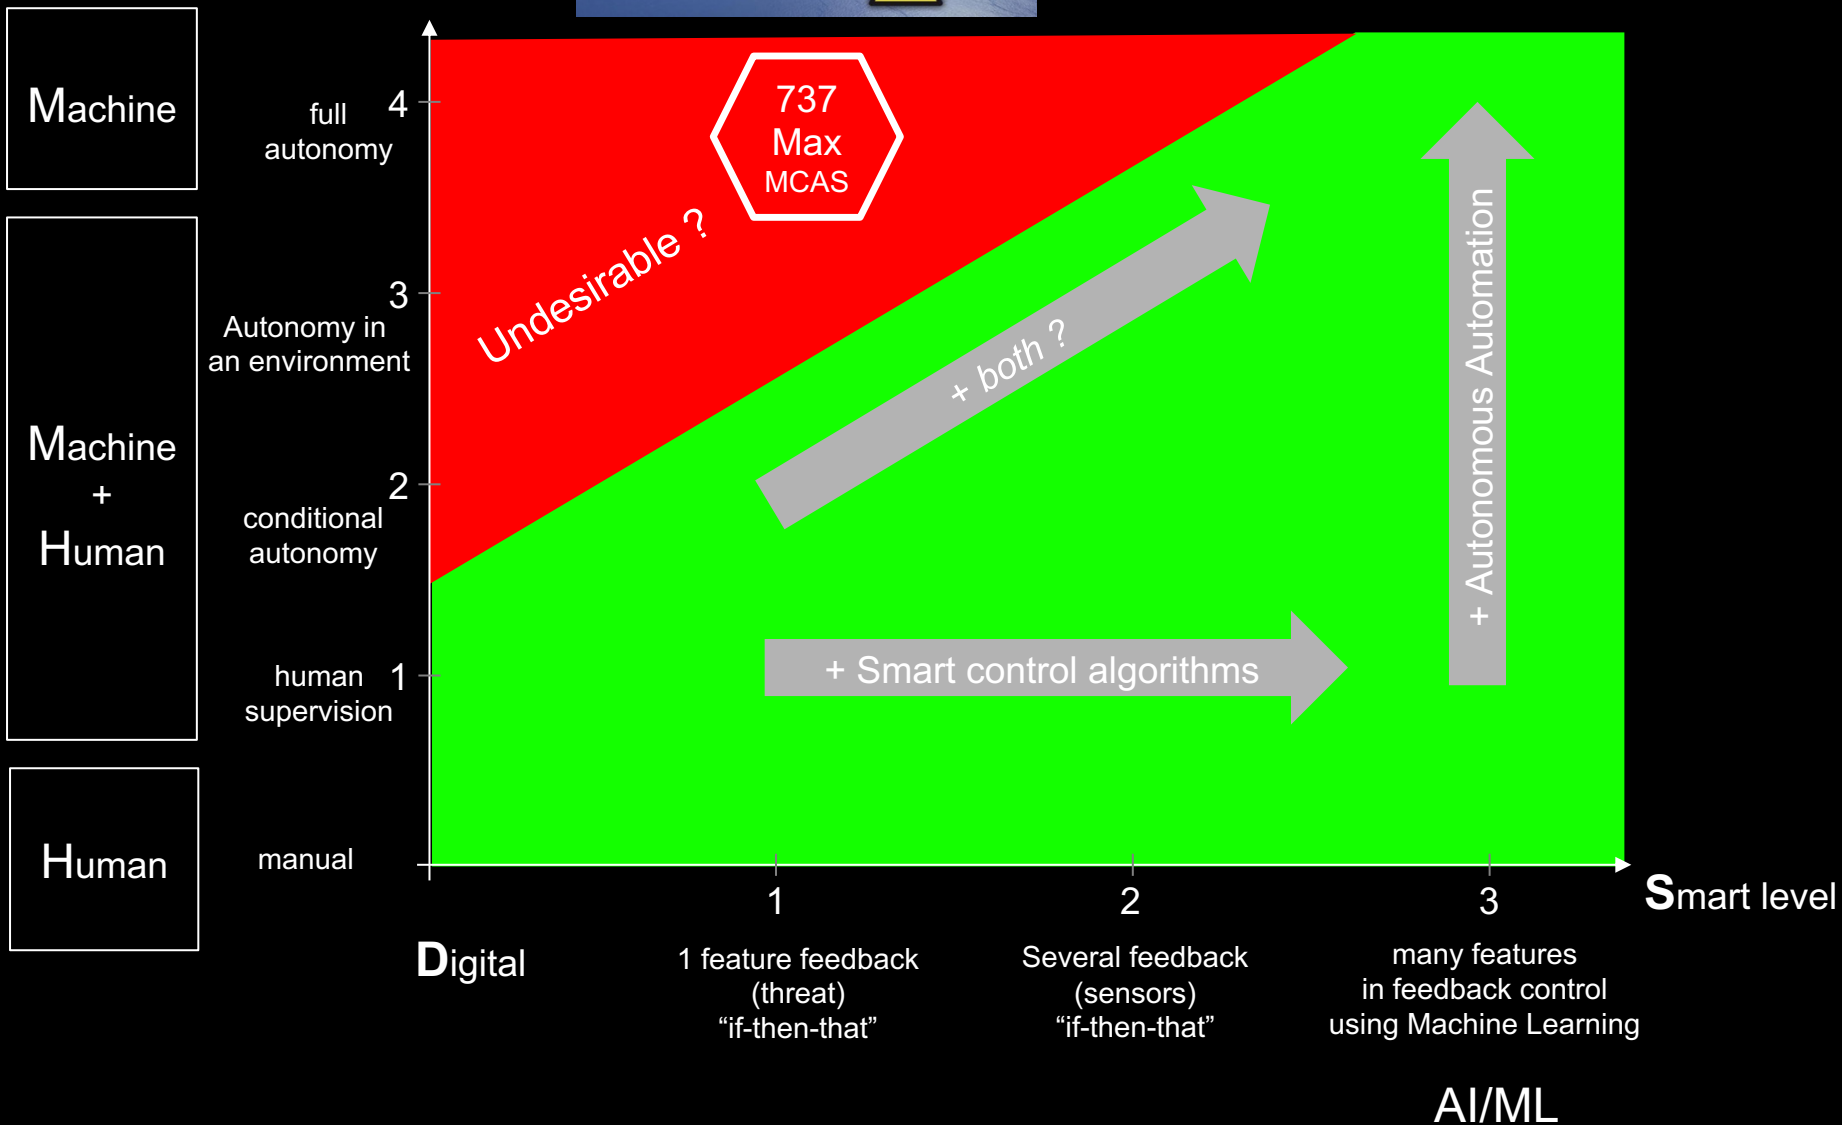 Machine
full
autonomy
4
737
Max
MCAS
Undesirable ?
3
Autonomy in
an environment
Machine
+
Human
2
conditional
autonomy
+ both ?
+ Autonomous Automation
human
supervision
1
+ Smart control algorithms
Human
manual
1
2
3
Smart level
Digital
1 feature feedback
(threat)
“if-then-that”
Several feedback
(sensors)
“if-then-that”
many features
in feedback control
using Machine Learning
AI/ML